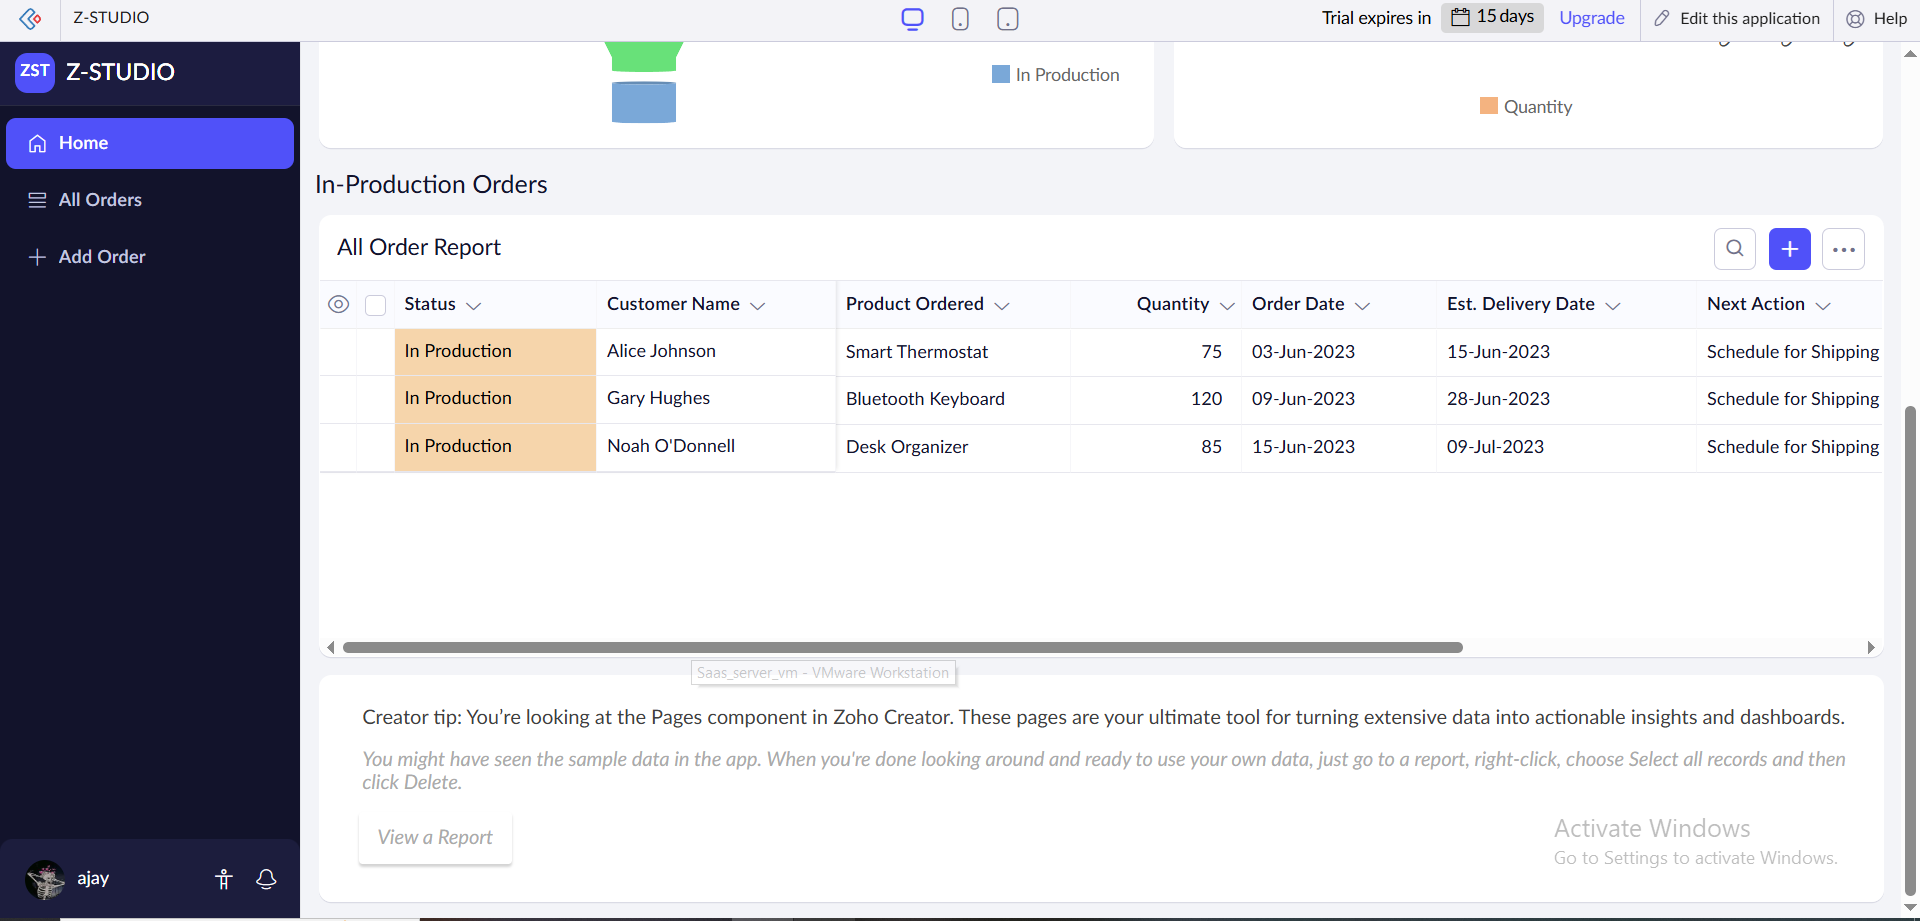 Z-STUDIO
Trial expires in 15 days Upgrade Edit this application Help
ZST Z-STUDIO
Home
All Orders
Add Order
In Production
Quantity
In-Production Orders
All Order Report
Status Customer Name Product Ordered Quantity Order Date Est. Delivery Date Next Action
In Production Alice Johnson Smart Thermostat 75 03-Jun-2023 15-Jun-2023 Schedule for Shipping
In Production Gary Hughes Bluetooth Keyboard 120 09-Jun-2023 28-Jun-2023 Schedule for Shipping
In Production Noah O'Donnell Desk Organizer 85 15-Jun-2023 09-Jul-2023 Schedule for Shipping
Saas_server_vm - VMware Workstation
Creator tip: You’re looking at the Pages component in Zoho Creator. These pages are your ultimate tool for turning extensive data into actionable insights and dashboards.
You might have seen the sample data in the app. When you're done looking around and ready to use your own data, just go to a report, right-click, choose Select all records and then
click Delete.
View a Report
Activate Windows
Go to Settings to activate Windows.
ajay